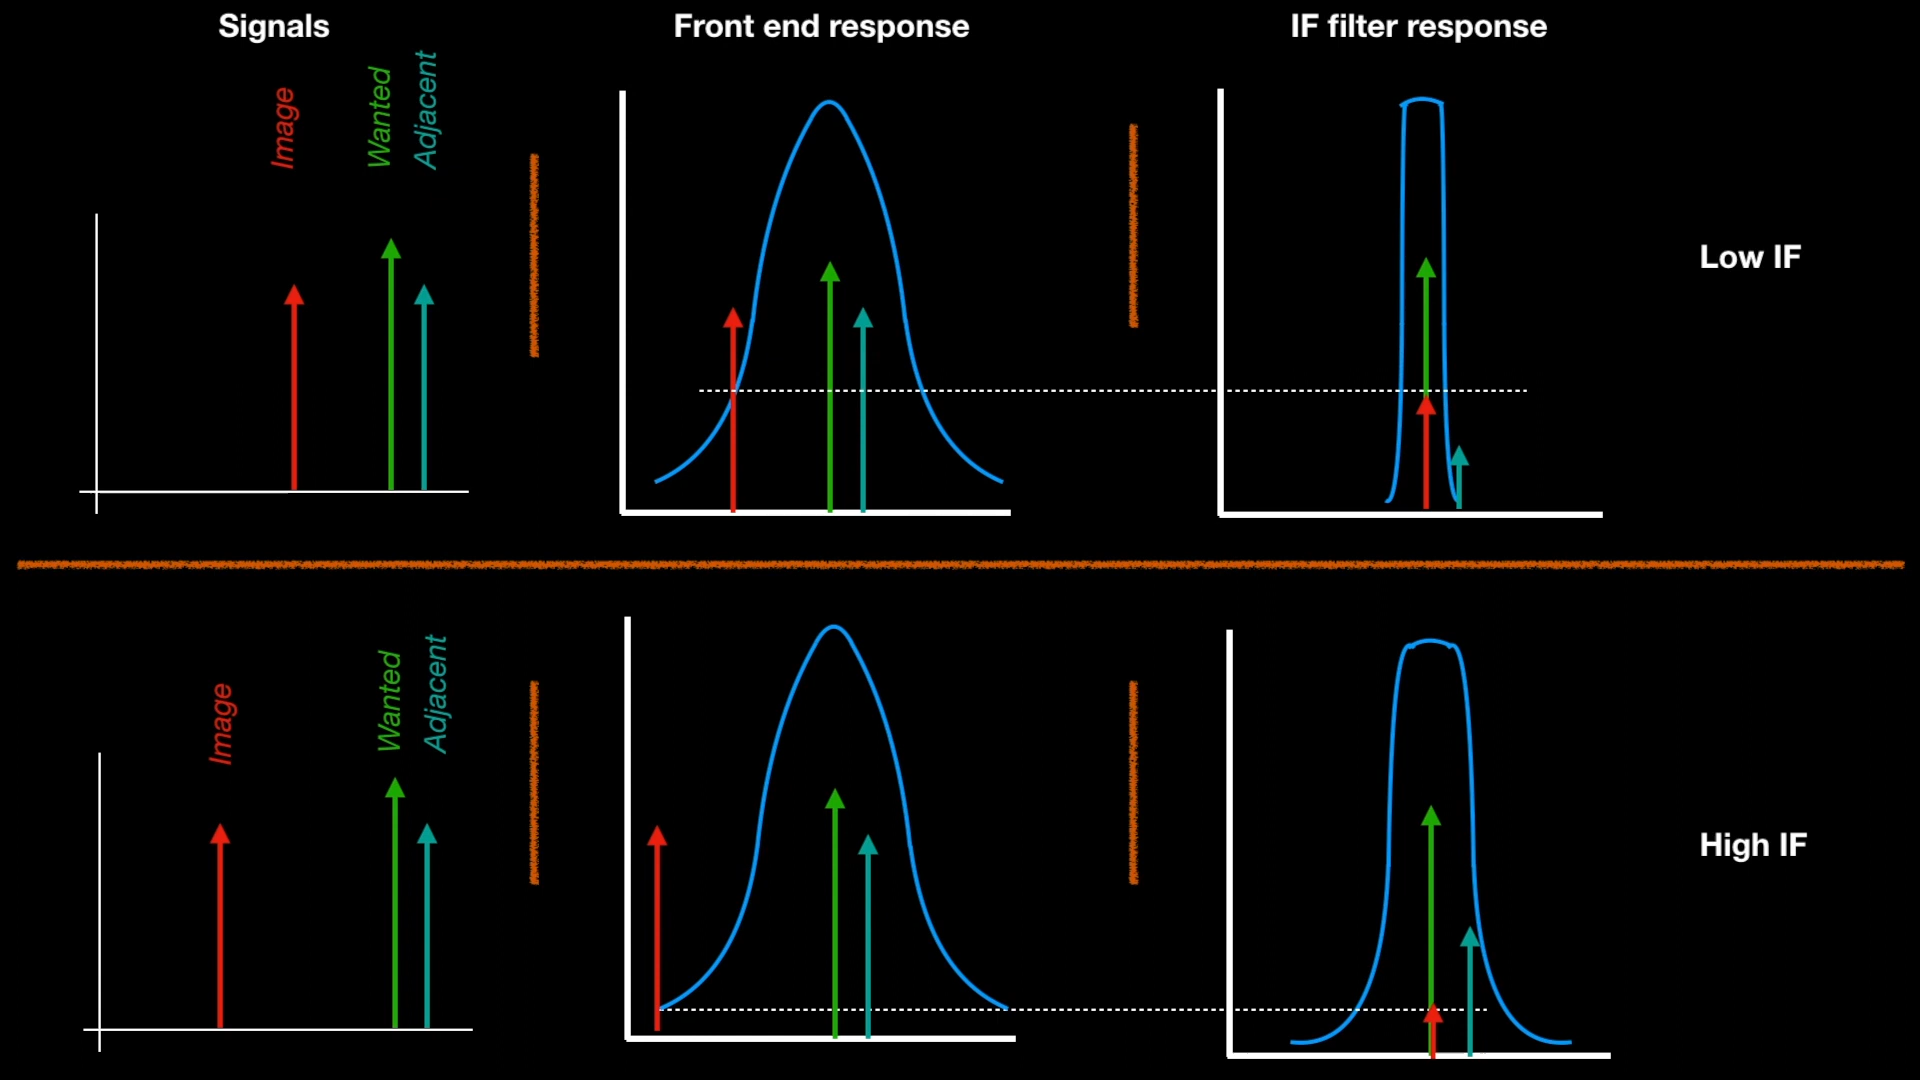 Signals
Front end response
IF filter response
Image
Wanted
Adjacent
Low IF
Image
Wanted
Adjacent
High IF